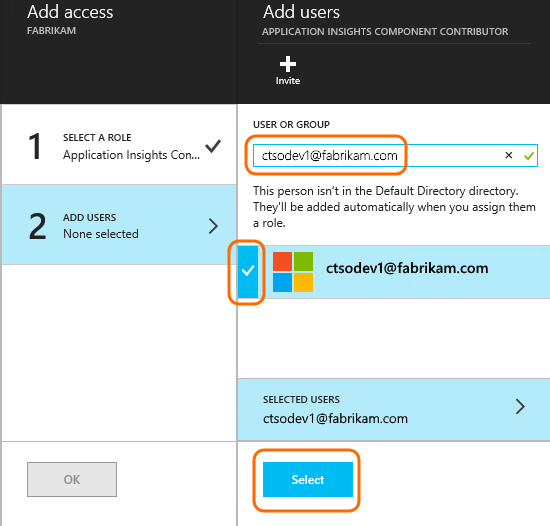 Add access
FABRIKAM
1
SELECT A ROLE
Application Insights Con...
2
ADD USERS
None selected
OK
Add users
APPLICATION INSIGHTS COMPONENT CONTRIBUTOR
Invite
USER OR GROUP
ctsodev1@fabrikam.com
This person isn't in the Default Directory directory.
They'll be added automatically when you assign them
a role.
ctsodev1@fabrikam.com
SELECTED USERS
ctsodev1@fabrikam.com
Select